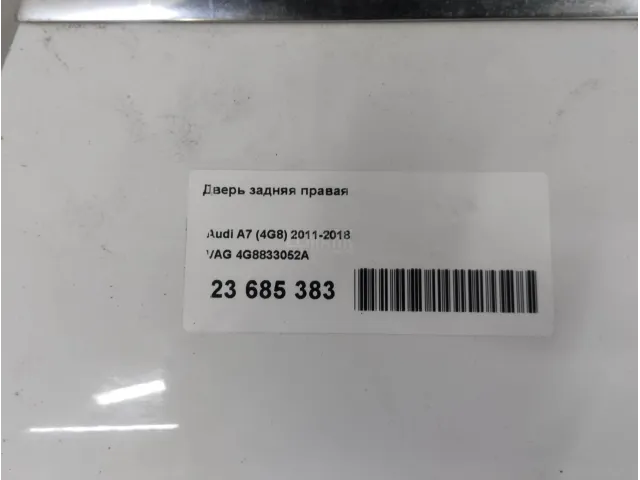 Дверь задняя правая
Audi A7 (4G8) 2011-2018
VAG 4G8833052A
23 685 383